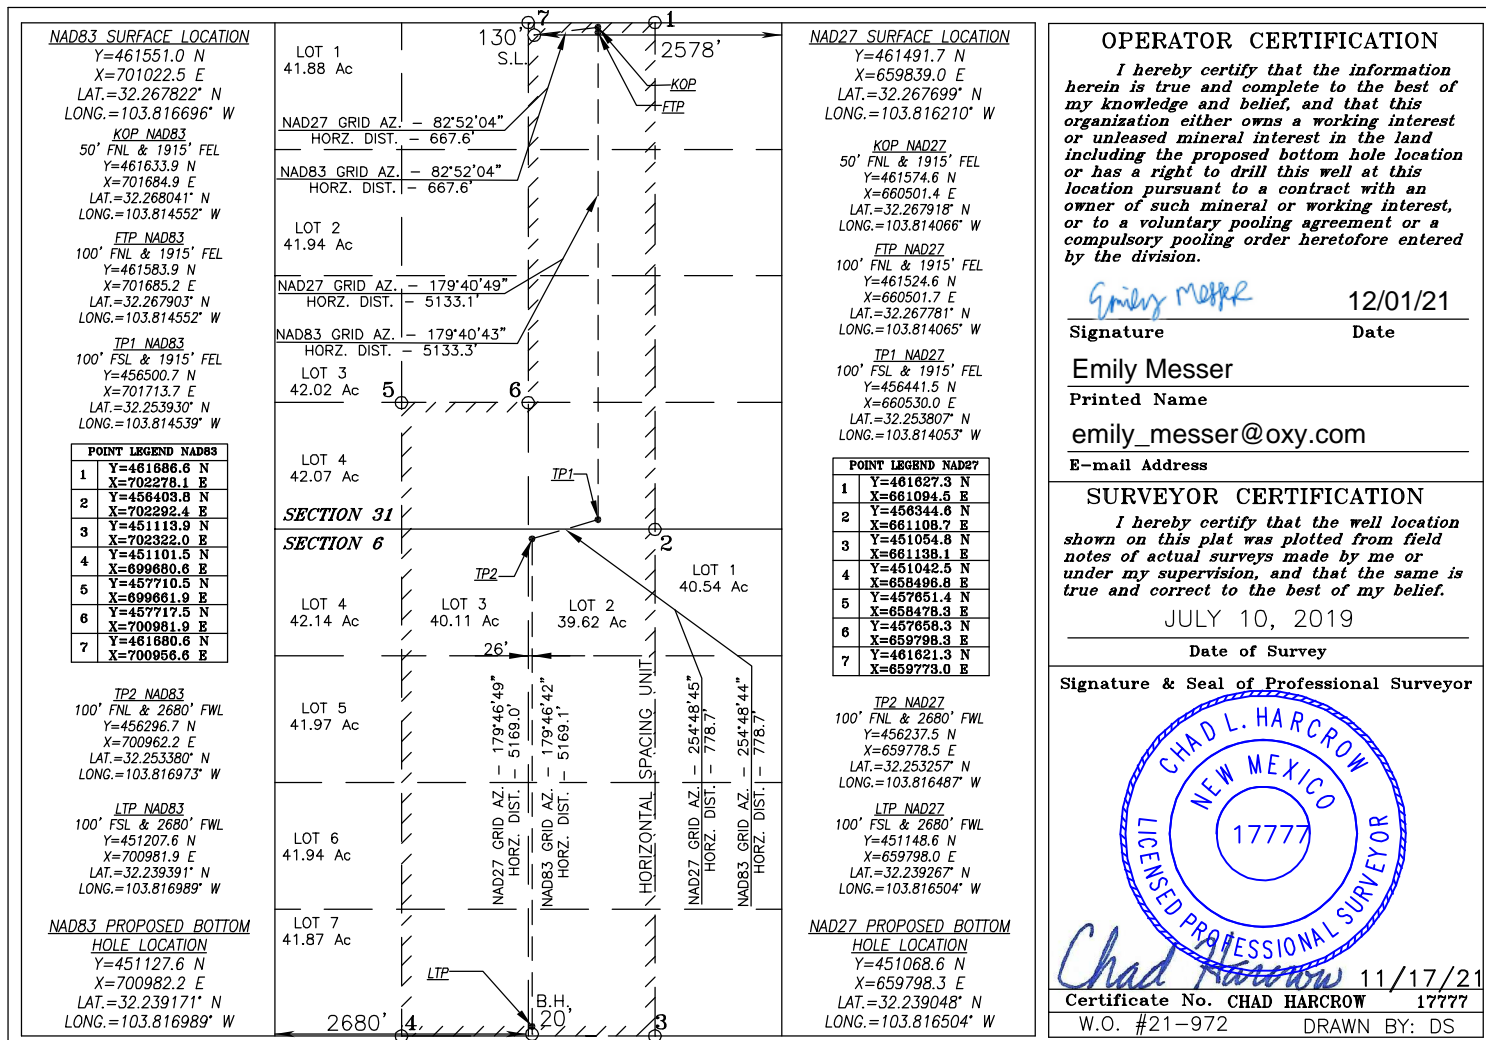 NAD83 SURFACE LOCATION
Y=461551.0 N
X=701022.5 E
LAT.=32.267822° N
LONG.=103.816696° W
KOP NAD83
50' FNL & 1915' FEL
Y=461633.9 N
X=701684.9 E
LAT.=32.268041° N
LONG.=103.814552° W
FTP NAD83
100' FNL & 1915' FEL
Y=461583.9 N
X=701685.2 E
LAT.=32.267903° N
LONG.=103.814552° W
TP1 NAD83
100' FSL & 1915' FEL
Y=456500.7 N
X=701713.7 E
LAT.=32.253930° N
LONG.=103.814539° W
POINT LEGEND NAD83
1 Y=461686.6 N
X=702278.1 E
2 Y=456403.8 N
X=702292.4 E
3 Y=451113.9 N
X=702322.0 E
4 Y=451101.5 N
X=699680.6 E
5 Y=457710.5 N
X=699661.9 E
6 Y=457717.5 N
X=700981.9 E
7 Y=461680.6 N
X=700956.6 E
TP2 NAD83
100' FNL & 2680' FWL
Y=456296.7 N
X=700962.2 E
LAT.=32.253380° N
LONG.=103.816973° W
LTP NAD83
100' FSL & 2680' FWL
Y=451207.6 N
X=700981.9 E
LAT.=32.239391° N
LONG.=103.816989° W
NAD83 PROPOSED BOTTOM
HOLE LOCATION
Y=451127.6 N
X=700982.2 E
LAT.=32.239171° N
LONG.=103.816989° W
7
1
130'
S.L.
2578'
LOT 1
41.88 Ac
KOP
FTP
NAD27 GRID AZ. - 82°52'04"
HORZ. DIST. - 667.6'
NAD83 GRID AZ. - 82°52'04"
HORZ. DIST. - 667.6'
LOT 2
41.94 Ac
NAD27 GRID AZ. - 179°40'49"
HORZ. DIST. - 5133.1'
NAD83 GRID AZ. - 179°40'43"
HORZ. DIST. - 5133.3'
LOT 3
42.02 Ac
5
6
LOT 4
42.07 Ac
TP1
SECTION 31
SECTION 6
2
TP2
LOT 1
40.54 Ac
LOT 4
42.14 Ac
LOT 3
40.11 Ac
LOT 2
39.62 Ac
26'
LOT 5
41.97 Ac
NAD27 GRID AZ. - 179°46'49"
HORZ. DIST. - 5169.0'
NAD83 GRID AZ. - 179°46'42"
HORZ. DIST. - 5169.1'
HORIZONTAL SPACING UNIT
NAD27 GRID AZ. - 254°48'45"
HORZ. DIST. - 778.7'
NAD83 GRID AZ. - 254°48'44"
HORZ. DIST. - 778.7'
LOT 6
41.94 Ac
LOT 7
41.87 Ac
LTP
B.H.
20'
2680'
4
3
NAD27 SURFACE LOCATION
Y=461491.7 N
X=659839.0 E
LAT.=32.267699° N
LONG.=103.816210° W
KOP NAD27
50' FNL & 1915' FEL
Y=461574.6 N
X=660501.4 E
LAT.=32.267918° N
LONG.=103.814066° W
FTP NAD27
100' FNL & 1915' FEL
Y=461524.6 N
X=660501.7 E
LAT.=32.267781° N
LONG.=103.814065° W
TP1 NAD27
100' FSL & 1915' FEL
Y=456441.5 N
X=660530.0 E
LAT.=32.253807° N
LONG.=103.814053° W
POINT LEGEND NAD27
1 Y=461627.3 N
X=661094.5 E
2 Y=456344.6 N
X=661108.7 E
3 Y=451054.8 N
X=661138.1 E
4 Y=451042.5 N
X=658496.8 E
5 Y=457651.4 N
X=658478.3 E
6 Y=457658.3 N
X=659798.3 E
7 Y=461621.3 N
X=659773.0 E
TP2 NAD27
100' FNL & 2680' FWL
Y=456237.5 N
X=659778.5 E
LAT.=32.253257° N
LONG.=103.816487° W
LTP NAD27
100' FSL & 2680' FWL
Y=451148.6 N
X=659798.0 E
LAT.=32.239267° N
LONG.=103.816504° W
NAD27 PROPOSED BOTTOM
HOLE LOCATION
Y=451068.6 N
X=659798.3 E
LAT.=32.239048° N
LONG.=103.816504° W
OPERATOR CERTIFICATION
I hereby certify that the information
herein is true and complete to the best of
my knowledge and belief, and that this
organization either owns a working interest
or unleased mineral interest in the land
including the proposed bottom hole location
or has a right to drill this well at this
location pursuant to a contract with an
owner of such mineral or working interest,
or to a voluntary pooling agreement or a
compulsory pooling order heretofore entered
by the division.
Emily Messer 12/01/21
Signature Date
Emily Messer
Printed Name
emily_messer@oxy.com
E-mail Address
SURVEYOR CERTIFICATION
I hereby certify that the well location
shown on this plat was plotted from field
notes of actual surveys made by me or
under my supervision, and that the same is
true and correct to the best of my belief.
JULY 10, 2019
Date of Survey
Signature & Seal of Professional Surveyor
CHAD L. HARCROW
NEW MEXICO
17777
LICENSED PROFESSIONAL SURVEYOR
Chad Harcrow 11/17/21
Certificate No. CHAD HARCROW 17777
W.O. #21-972 DRAWN BY: DS